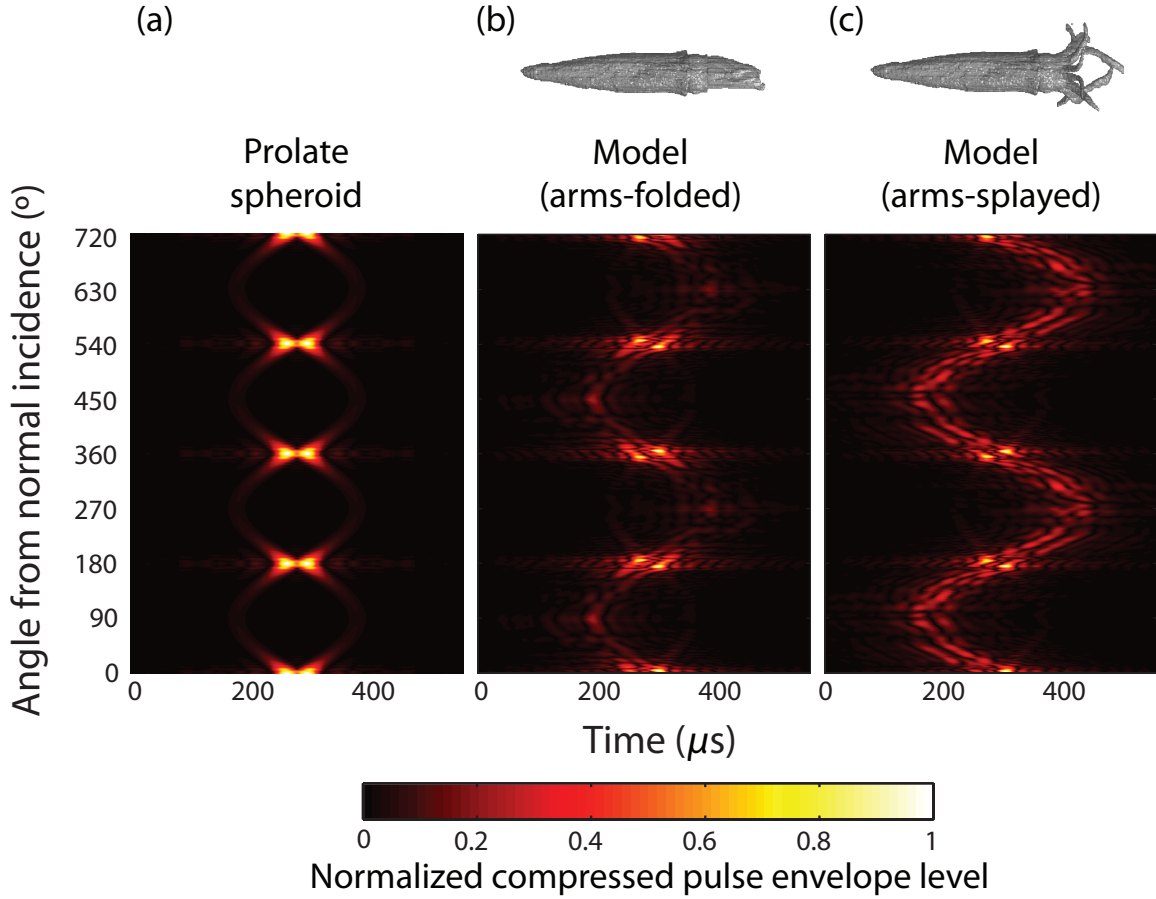 (a)
(b)
(c)
Prolate
spheroid
Model
(arms-folded)
Model
(arms-splayed)
Angle from normal incidence (º)
720
630
540
450
360
270
180
90
0
0 200 400
0 200 400
0 200 400
Time (μs)
0 0.2 0.4 0.6 0.8 1
Normalized compressed pulse envelope level